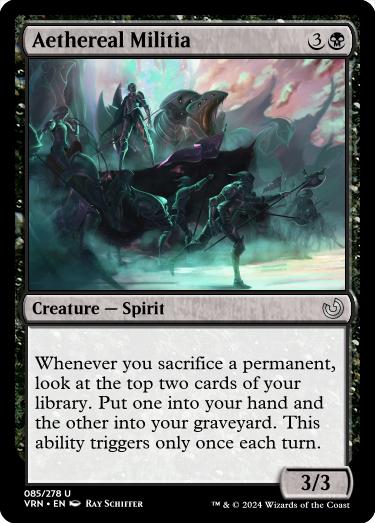 Aethereal Militia 3
Creature — Spirit
Whenever you sacrifice a permanent,
look at the top two cards of your
library. Put one into your hand and
the other into your graveyard. This
ability triggers only once each turn.
3/3
085/278 U
VRN • EN Ray Schiffer ™ & © 2024 Wizards of the Coast